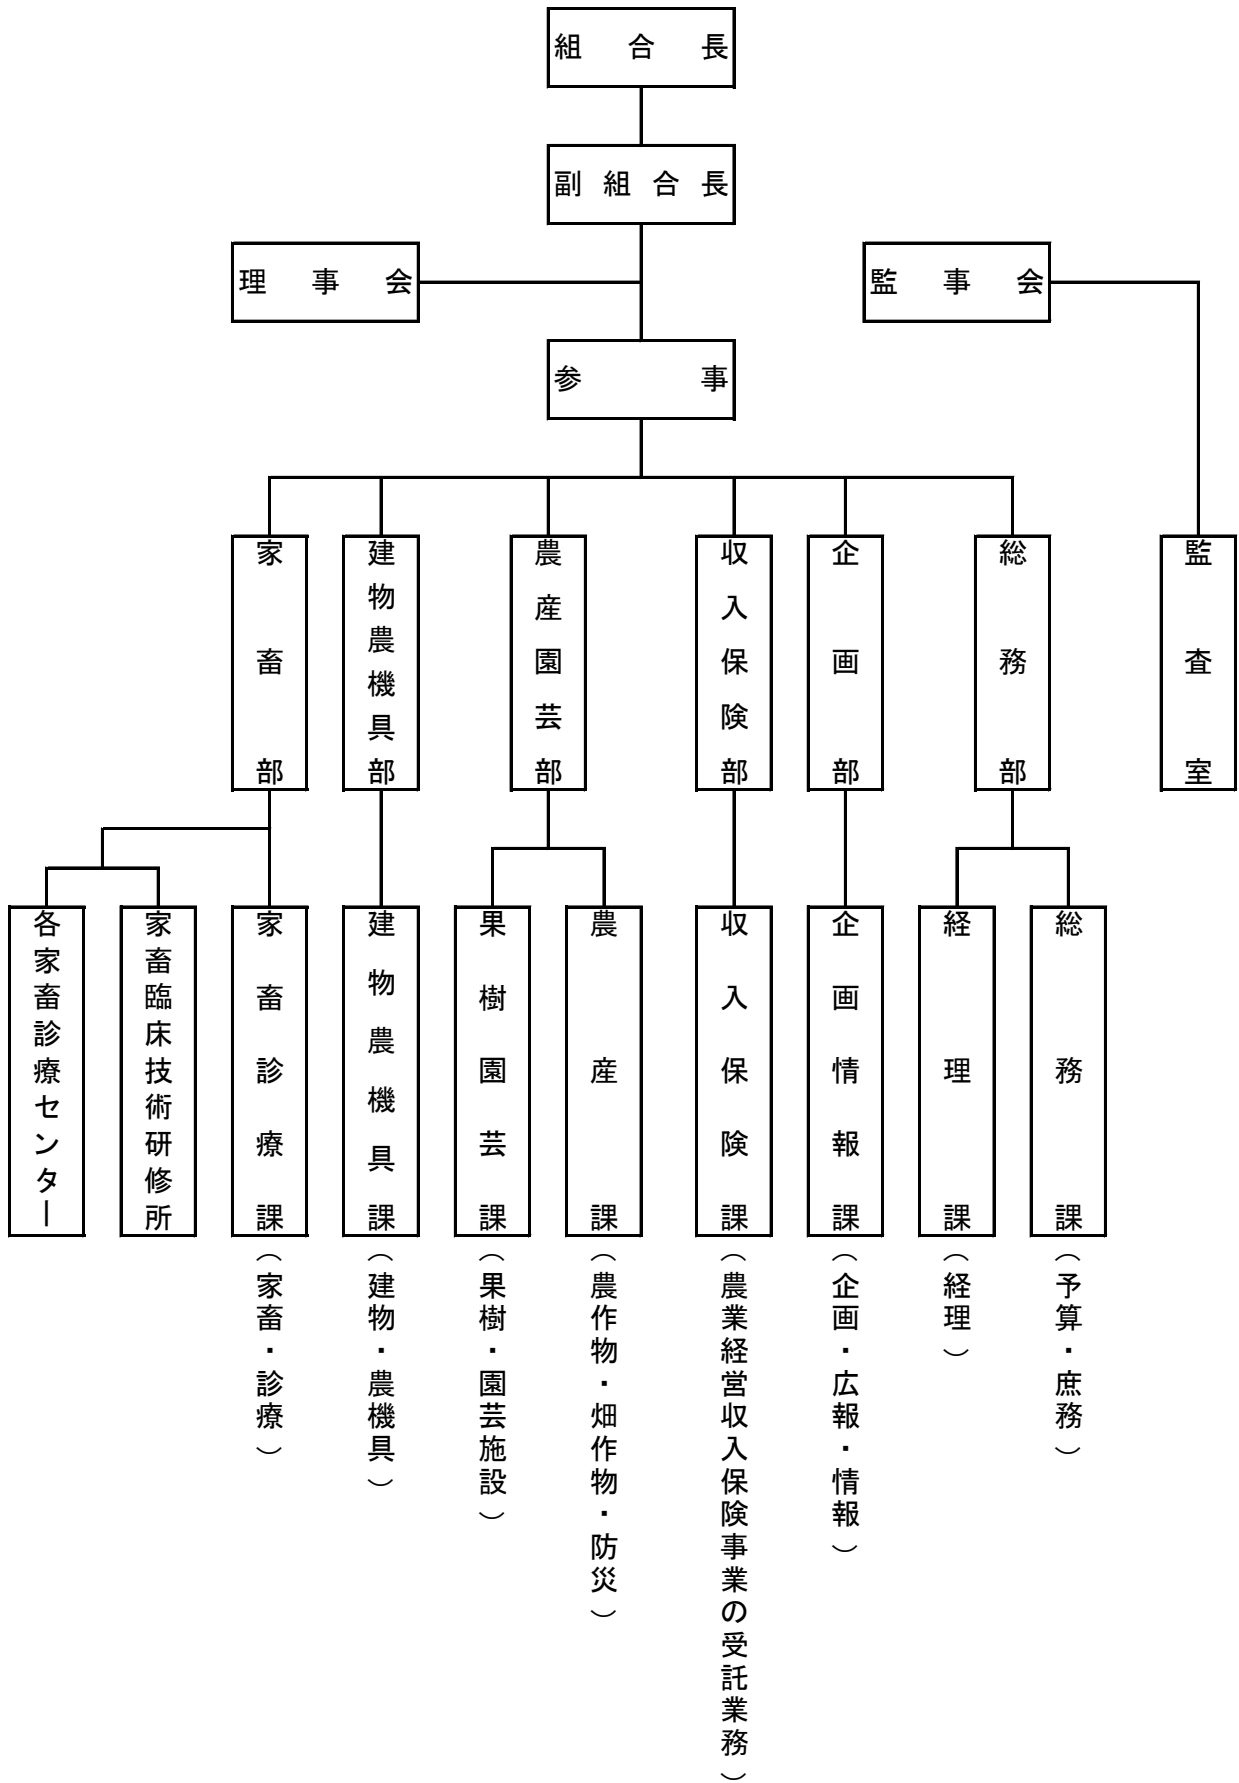 組合長
副組合長
理事会
監事会
参事
家畜部
建物農機具部
農産園芸部
収入保険部
企画部
総務部
監査室
各家畜診療センター
家畜臨床技術研修所
家畜診療課
（家畜・診療）
建物農機具課
（建物・農機具）
果樹園芸課
（果樹・園芸施設）
農産課
（農作物・畑作物・防災）
収入保険課
（農業経営収入保険事業の受託業務）
企画情報課
（企画・広報・情報）
経理課
（経理）
総務課
（予算・庶務）